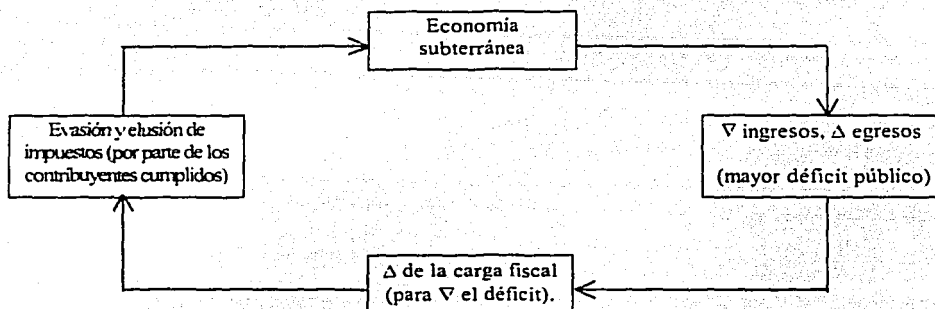 Economía
subterránea
Evasión y elusión de
impuestos (por parte de los
contribuyentes cumplidos)
∇ ingresos, Δ egresos
(mayor déficit público)
Δ de la carga fiscal
(para ∇ el déficit).